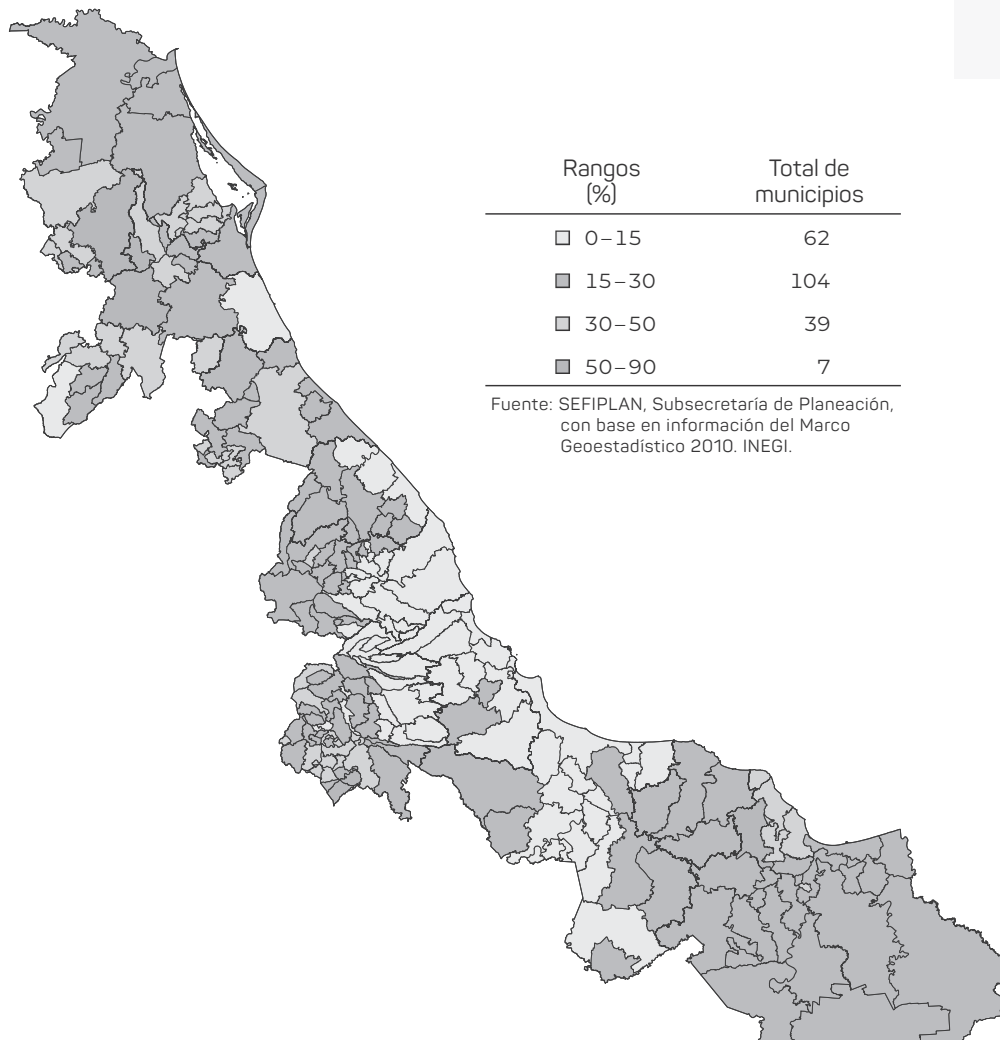 Rangos
(%)
Total de
municipios
0–15 62
15–30 104
30–50 39
50–90 7
Fuente: SEFIPLAN, Subsecretaría de Planeación,
con base en información del Marco
Geoestadístico 2010. INEGI.